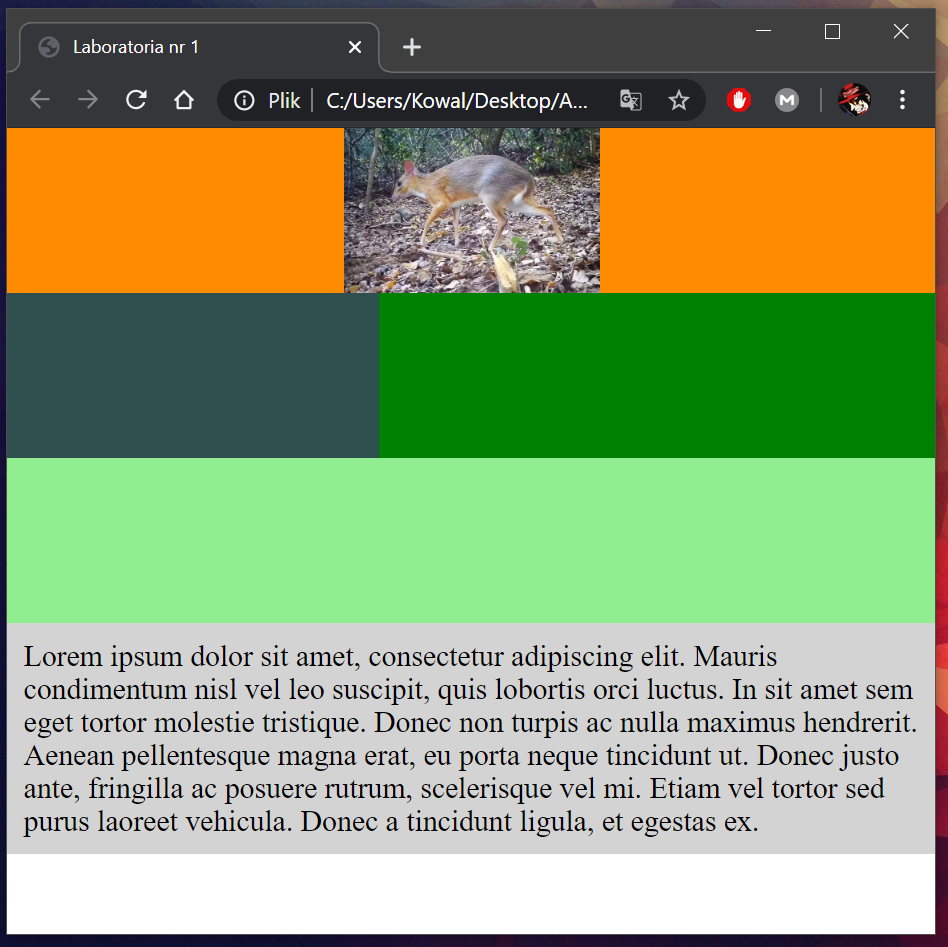 Laboratoria nr 1
Plik C:/Users/Kowal/Desktop/A...
M
Lorem ipsum dolor sit amet, consectetur adipiscing elit. Mauris
condimentum nisl vel leo suscipit, quis lobortis orci luctus. In sit amet sem
eget tortor molestie tristique. Donec non turpis ac nulla maximus hendrerit.
Aenean pellentesque magna erat, eu porta neque tincidunt ut. Donec justo
ante, fringilla ac posuere rutrum, scelerisque vel mi. Etiam vel tortor sed
purus laoreet vehicula. Donec a tincidunt ligula, et egestas ex.